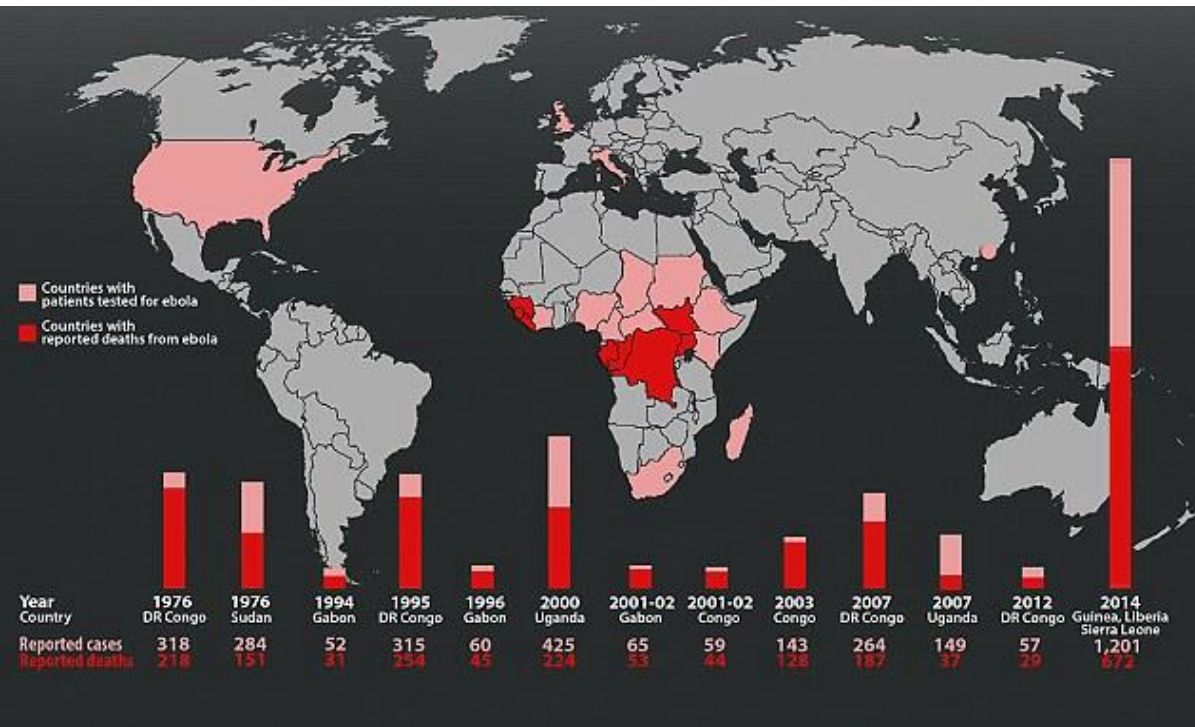 Countries with
patients tested for ebola
Countries with
reported deaths from ebola
Year 1976 1976 1994 1995 1996 2000 2001-02 2001-02 2003 2007 2007 2012 2014
Country DR Congo Sudan Gabon DR Congo Gabon Uganda Gabon Congo Congo DR Congo Uganda DR Congo Guinea, Liberia
Sierra Leone
Reported cases 318 284 52 315 60 425 65 59 143 264 149 57 1,201
Reported deaths 218 151 31 254 45 224 53 44 128 187 37 29 672